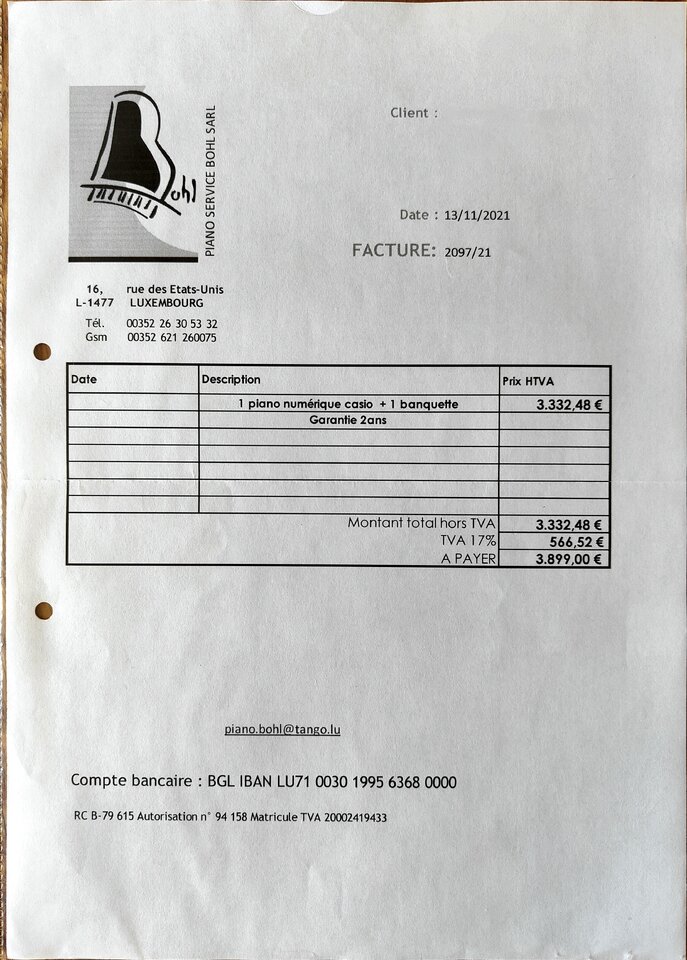 Bohl
PIANO SERVICE BOHL SARL
Client :
Date : 13/11/2021
FACTURE: 2097/21
16, rue des Etats-Unis
L-1477 LUXEMBOURG
Tél. 00352 26 30 53 32
Gsm 00352 621 260075
Date Description Prix HTVA
1 piano numérique casio + 1 banquette 3.332,48 €
Garantie 2ans
Montant total hors TVA 3.332,48 €
TVA 17% 566,52 €
A PAYER 3.899,00 €
piano.bohl@tango.lu
Compte bancaire : BGL IBAN LU71 0030 1995 6368 0000
RC B-79 615 Autorisation n° 94 158 Matricule TVA 20002419433